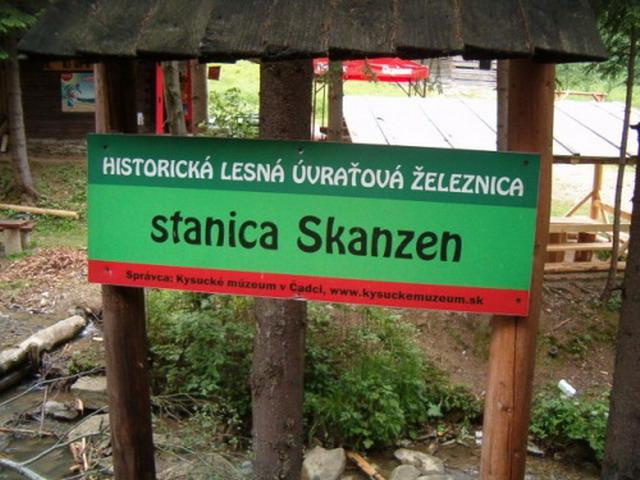 HISTORICKÁ LESNÁ ÚVRAŤOVÁ ŽELEZNICA
stanica Skanzen
Správca: Kysucké múzeum v Čadci, www.kysuckemuzeum.sk